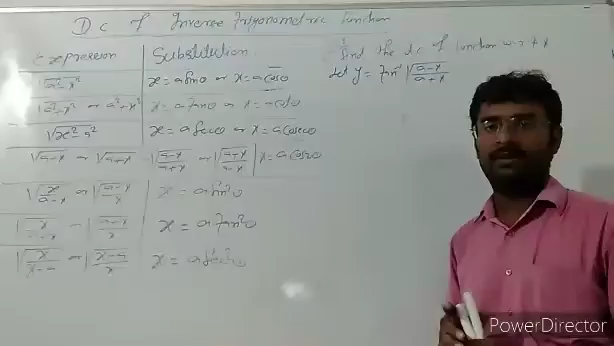 D c of Inverse Trigonometric function
Expression Substitution
√a²-x² x = a sinθ or x = a cosθ
√a²+x² or a²+x² x = a Tanθ or x = a cotθ
√x²-a² x = a secθ or x = a cosecθ
√a-x or √a+x √(a-x)/(a+x) or √(a+x)/(a-x) x = a cosθ
√x/(a-x) or √(a-x)/x x = a sin²θ
x = a Tan²θ
√x/(x-a) or √(x-a)/x x = a sec²θ
find the d.c of function w.r.t x
Let y = Tan⁻¹ √(a-x)/(a+x)
PowerDirector